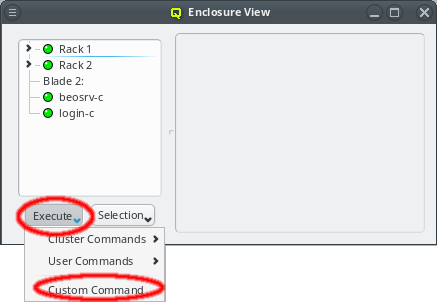 Enclosure View
Rack 1
Rack 2
Blade 2:
beosrv-c
login-c
Execute
Selection
Cluster Commands
User Commands
Custom Command